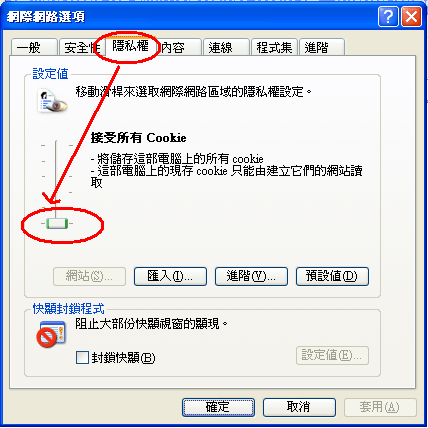 網際網路選項
一般 安全性 隱私權 內容 連線 程式集 進階
設定值
移動滑桿來選取網際網路區域的隱私權設定。
接受所有 Cookie
- 將儲存這部電腦上的所有 cookie
- 這部電腦上的現存 cookie 只能由建立它們的網站讀
取
網站(S)... 匯入(I)... 進階(V)... 預設值(D)
快顯封鎖程式
阻止大部份快顯視窗的顯現。
封鎖快顯(B) 設定值(E)...
確定 取消 套用(A)